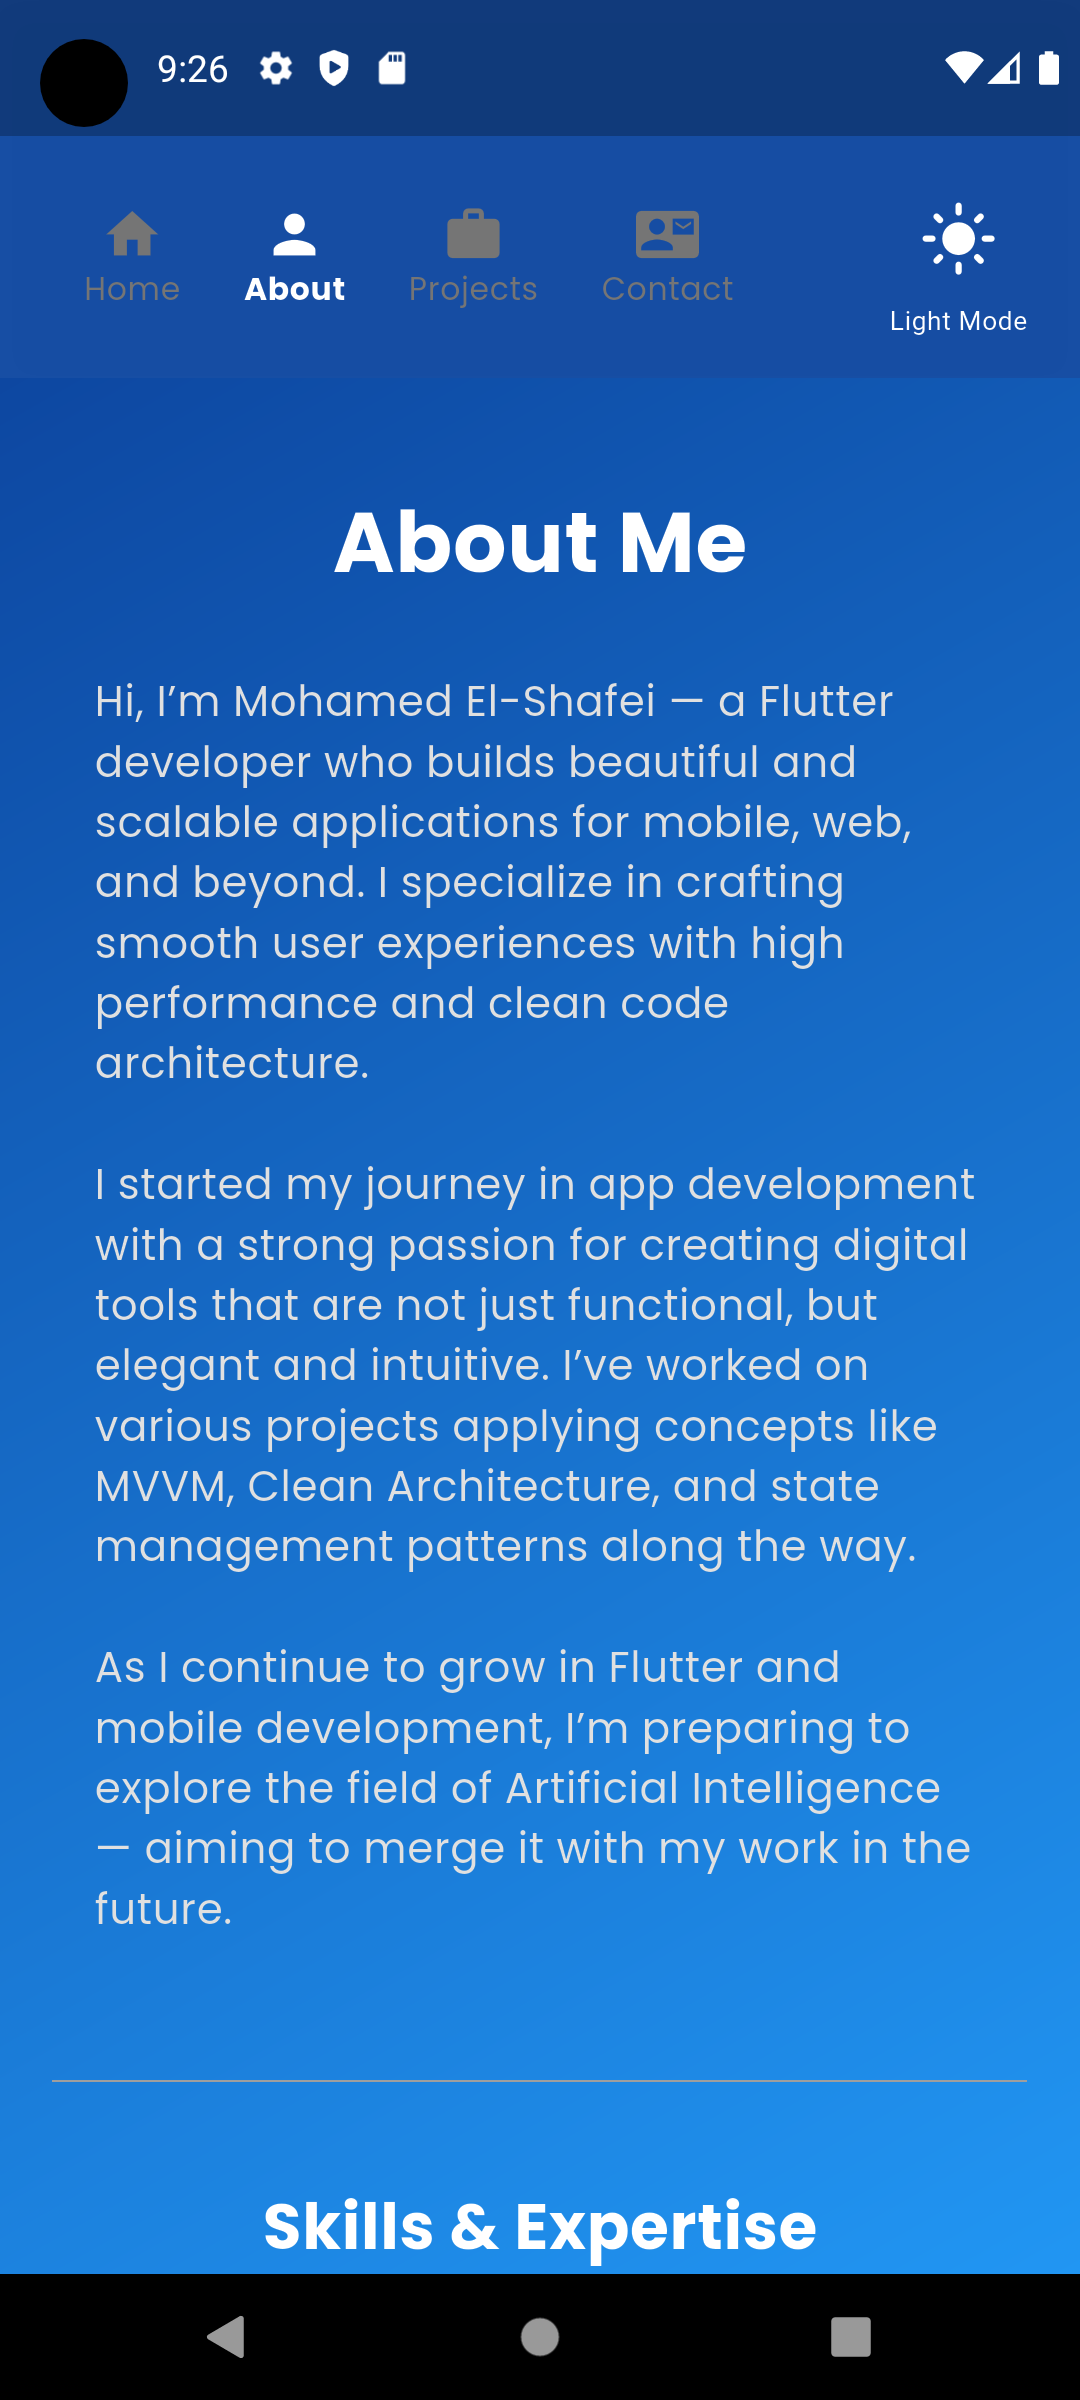 9:26
Home About Projects Contact
Light Mode
About Me
Hi, I’m Mohamed El-Shafei — a Flutter
developer who builds beautiful and
scalable applications for mobile, web,
and beyond. I specialize in crafting
smooth user experiences with high
performance and clean code
architecture.
I started my journey in app development
with a strong passion for creating digital
tools that are not just functional, but
elegant and intuitive. I’ve worked on
various projects applying concepts like
MVVM, Clean Architecture, and state
management patterns along the way.
As I continue to grow in Flutter and
mobile development, I’m preparing to
explore the field of Artificial Intelligence
— aiming to merge it with my work in the
future.
Skills & Expertise